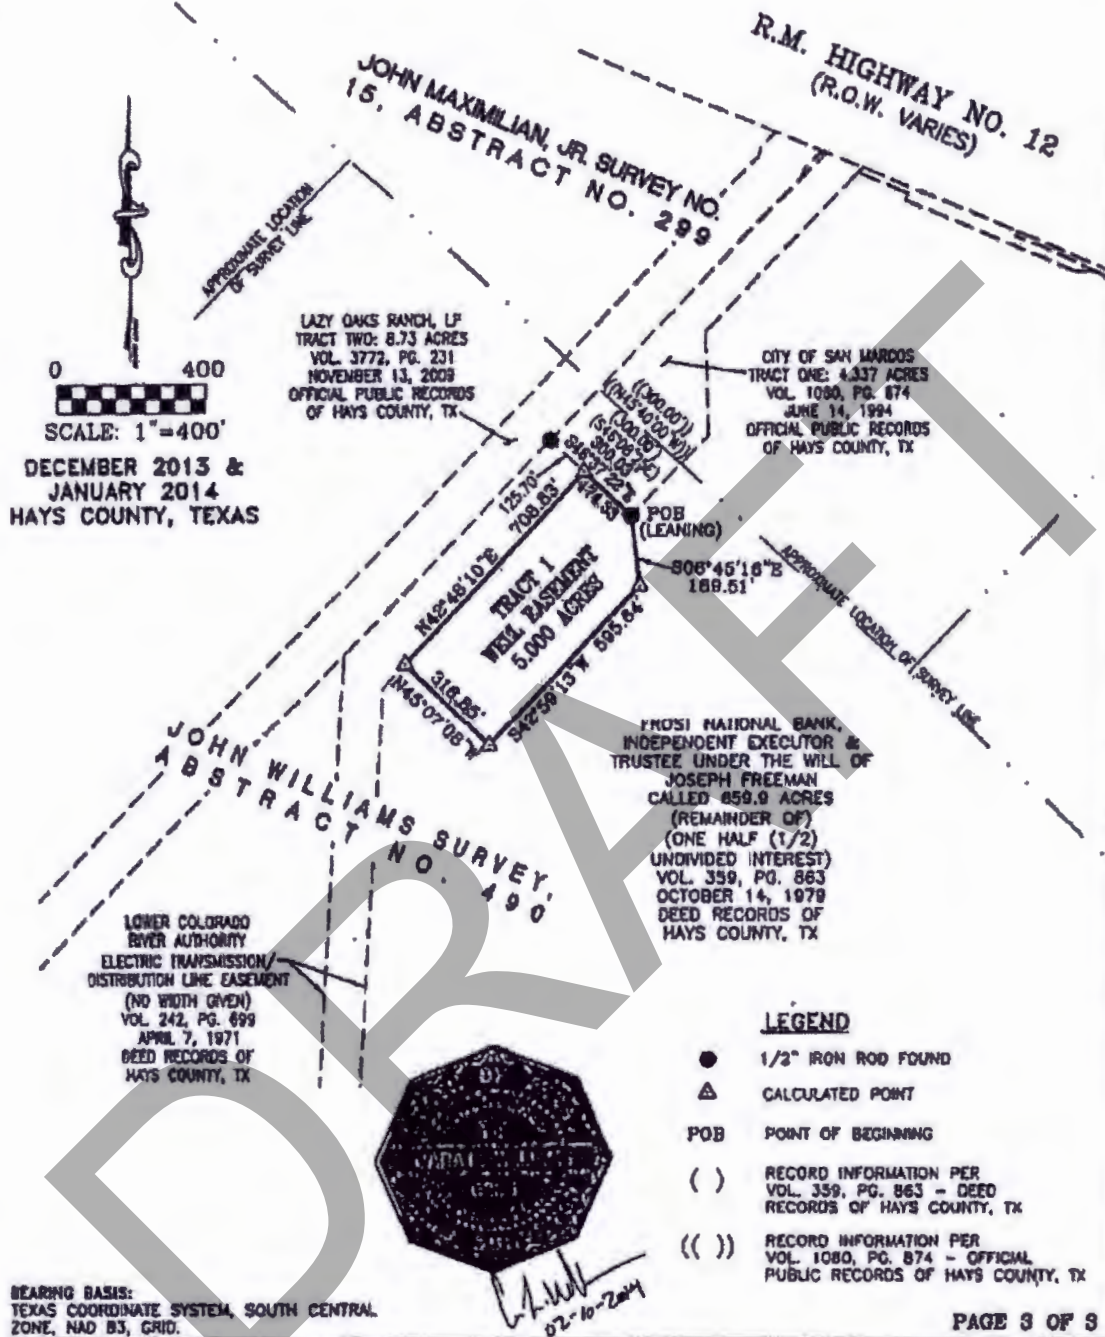 R.M. HIGHWAY NO. 12
(R.O.W. VARIES)
JOHN MAXIMILIAN, JR. SURVEY NO.
15, ABSTRACT NO. 299
APPROXIMATE LOCATION
OF SURVEY LINE
0 400
SCALE: 1"=400'
DECEMBER 2013 &
JANUARY 2014
HAYS COUNTY, TEXAS
LAZY OAKS RANCH, LP
TRACT TWO: 8.73 ACRES
VOL. 3772, PG. 231
NOVEMBER 13, 2009
OFFICIAL PUBLIC RECORDS
OF HAYS COUNTY, TX
CITY OF SAN MARCOS
TRACT ONE: 4.337 ACRES
VOL. 1080, PG. 874
JUNE 14, 1994
OFFICIAL PUBLIC RECORDS
OF HAYS COUNTY, TX
((300.00'))
((N45°40'00"W))
(300.06')
300.03'
S46°37'22"E
125.70'
POB
(LEANING)
S06°45'16"E
169.51'
N42°48'10"E
708.83'
TRACT 1
WELL EASEMENT
5.000 ACRES
S42°59'13"W 595.64'
316.85'
N45°07'08"W
APPROXIMATE LOCATION OF SURVEY LINE
JOHN WILLIAMS SURVEY,
ABSTRACT NO. 490
FROST NATIONAL BANK,
INDEPENDENT EXECUTOR &
TRUSTEE UNDER THE WILL OF
JOSEPH FREEMAN
CALLED 659.9 ACRES
(REMAINDER OF)
(ONE HALF (1/2)
UNDIVIDED INTEREST)
VOL. 359, PG. 863
OCTOBER 14, 1979
DEED RECORDS OF
HAYS COUNTY, TX
LOWER COLORADO
RIVER AUTHORITY
ELECTRIC TRANSMISSION/
DISTRIBUTION LINE EASEMENT
(NO WIDTH GIVEN)
VOL. 242, PG. 699
APRIL 7, 1971
DEED RECORDS OF
HAYS COUNTY, TX
LEGEND
1/2" IRON ROD FOUND
CALCULATED POINT
POB POINT OF BEGINNING
( ) RECORD INFORMATION PER
VOL. 359, PG. 863 - DEED
RECORDS OF HAYS COUNTY, TX
(( )) RECORD INFORMATION PER
VOL. 1080, PG. 874 - OFFICIAL
PUBLIC RECORDS OF HAYS COUNTY, TX
02-10-2014
BEARING BASIS:
TEXAS COORDINATE SYSTEM, SOUTH CENTRAL
ZONE, NAD 83, GRID.
PAGE 3 OF 3
DRAFT